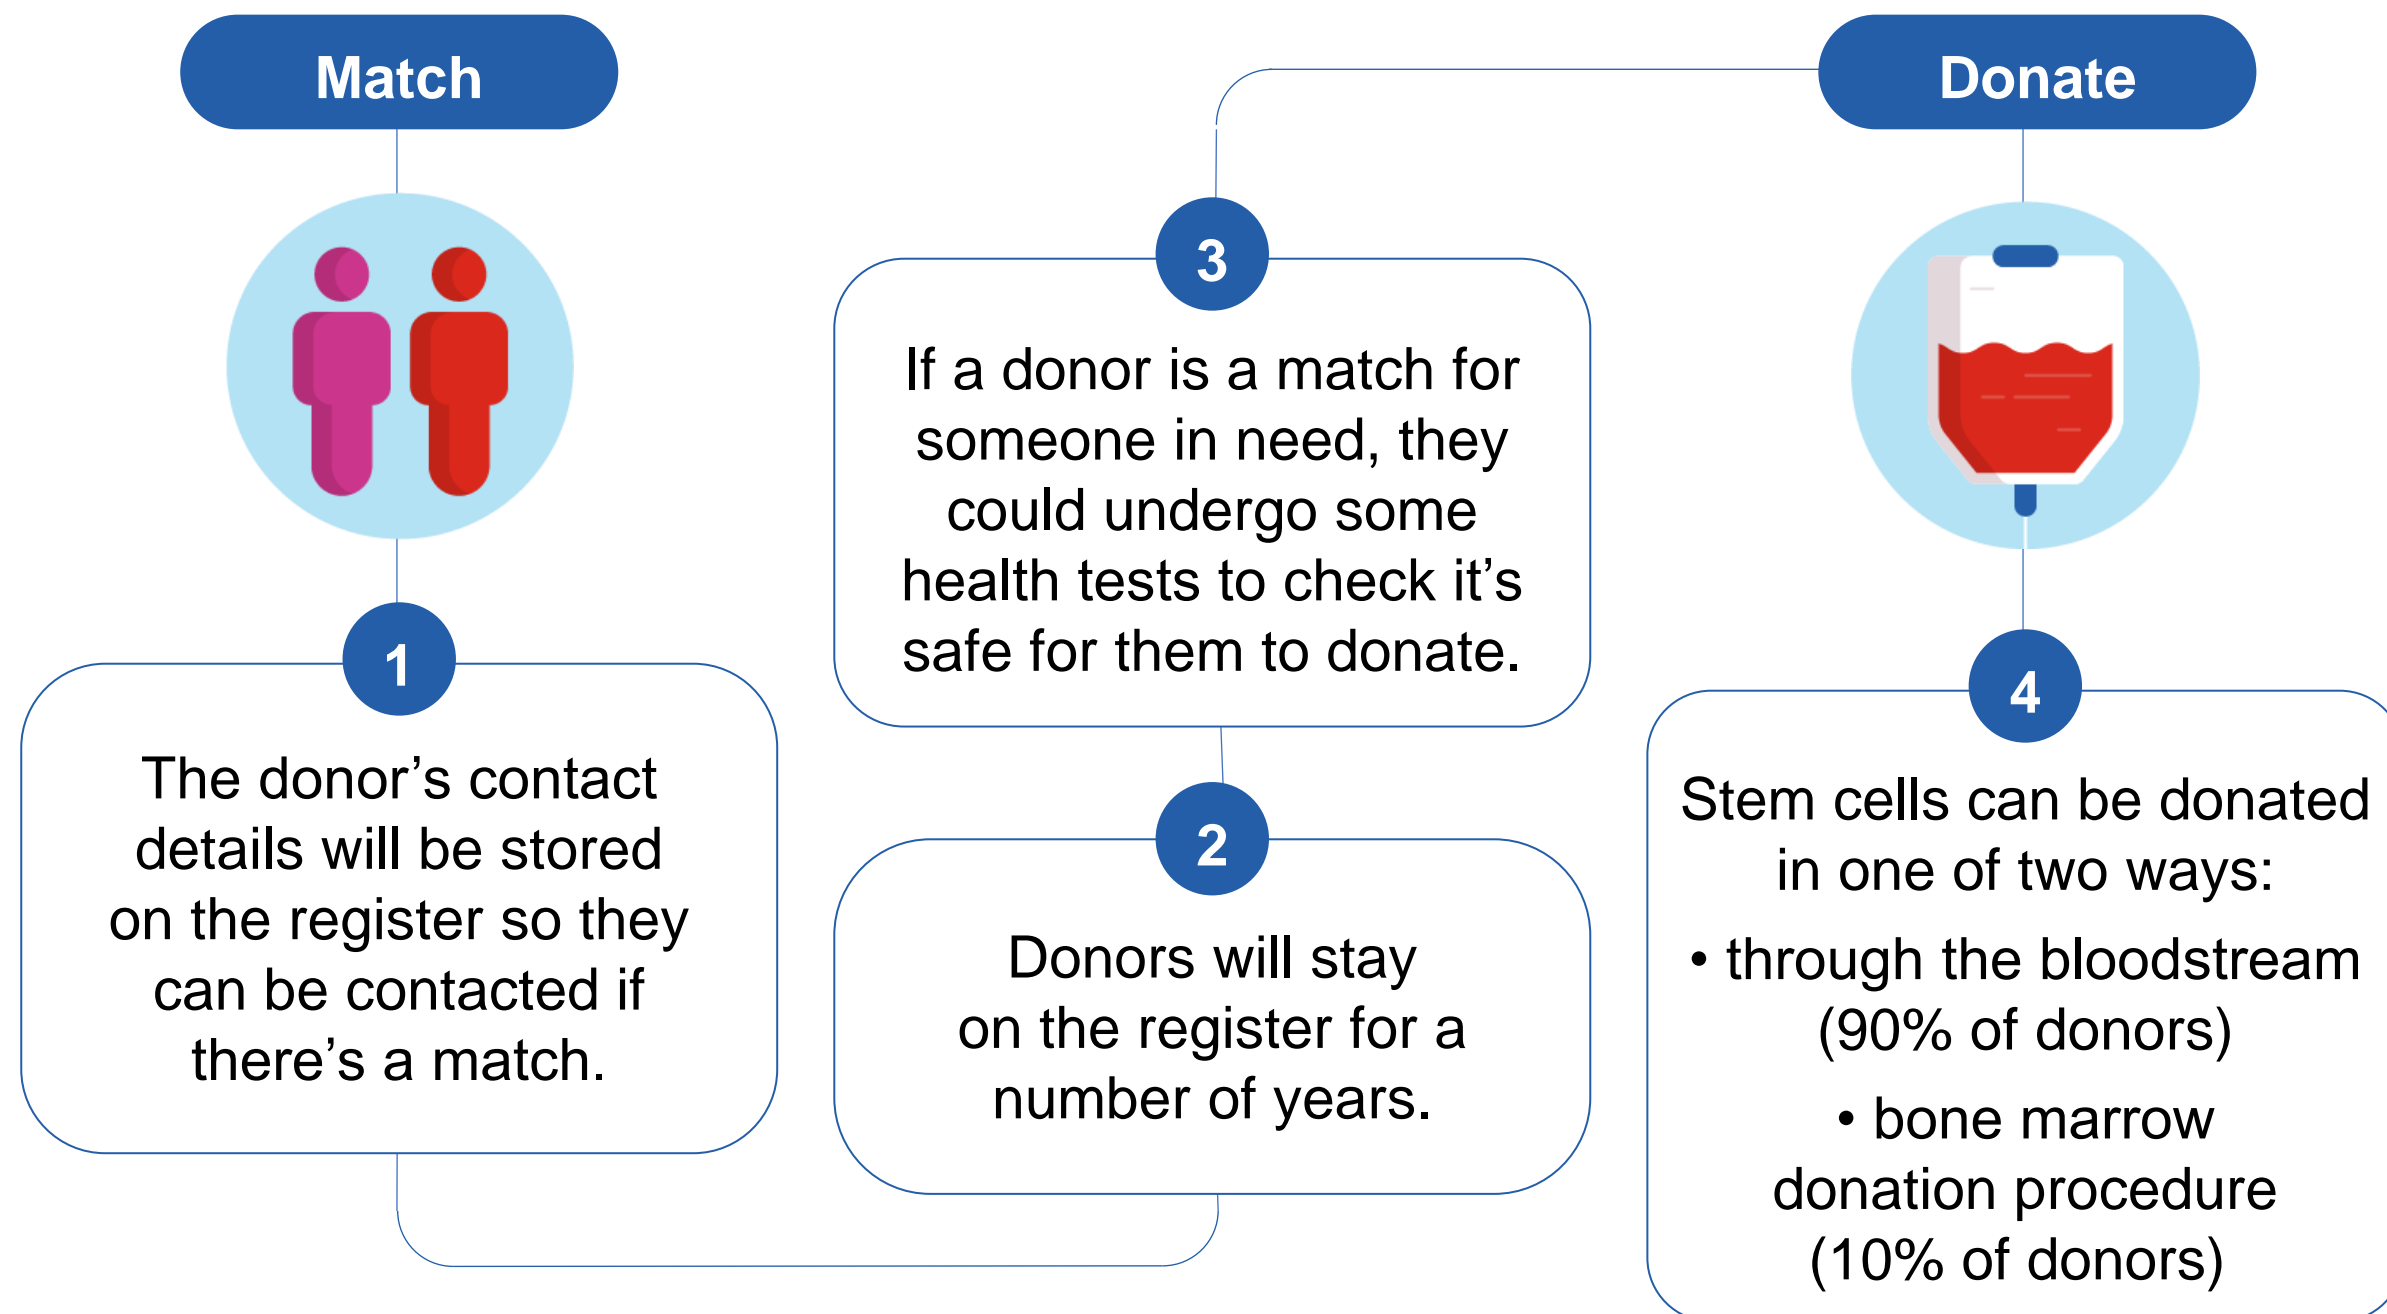 Match
1
The donor’s contact
details will be stored
on the register so they
can be contacted if
there’s a match.
2
Donors will stay
on the register for a
number of years.
3
If a donor is a match for
someone in need, they
could undergo some
health tests to check it’s
safe for them to donate.
Donate
4
Stem cells can be donated
in one of two ways:
• through the bloodstream
(90% of donors)
• bone marrow
donation procedure
(10% of donors)